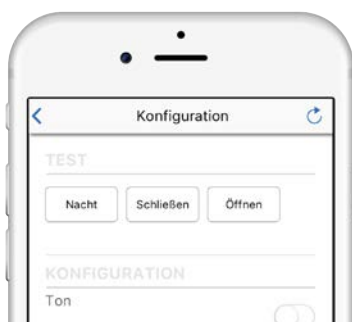 Konfiguration
TEST
Nacht Schließen Öffnen
KONFIGURATION
Ton